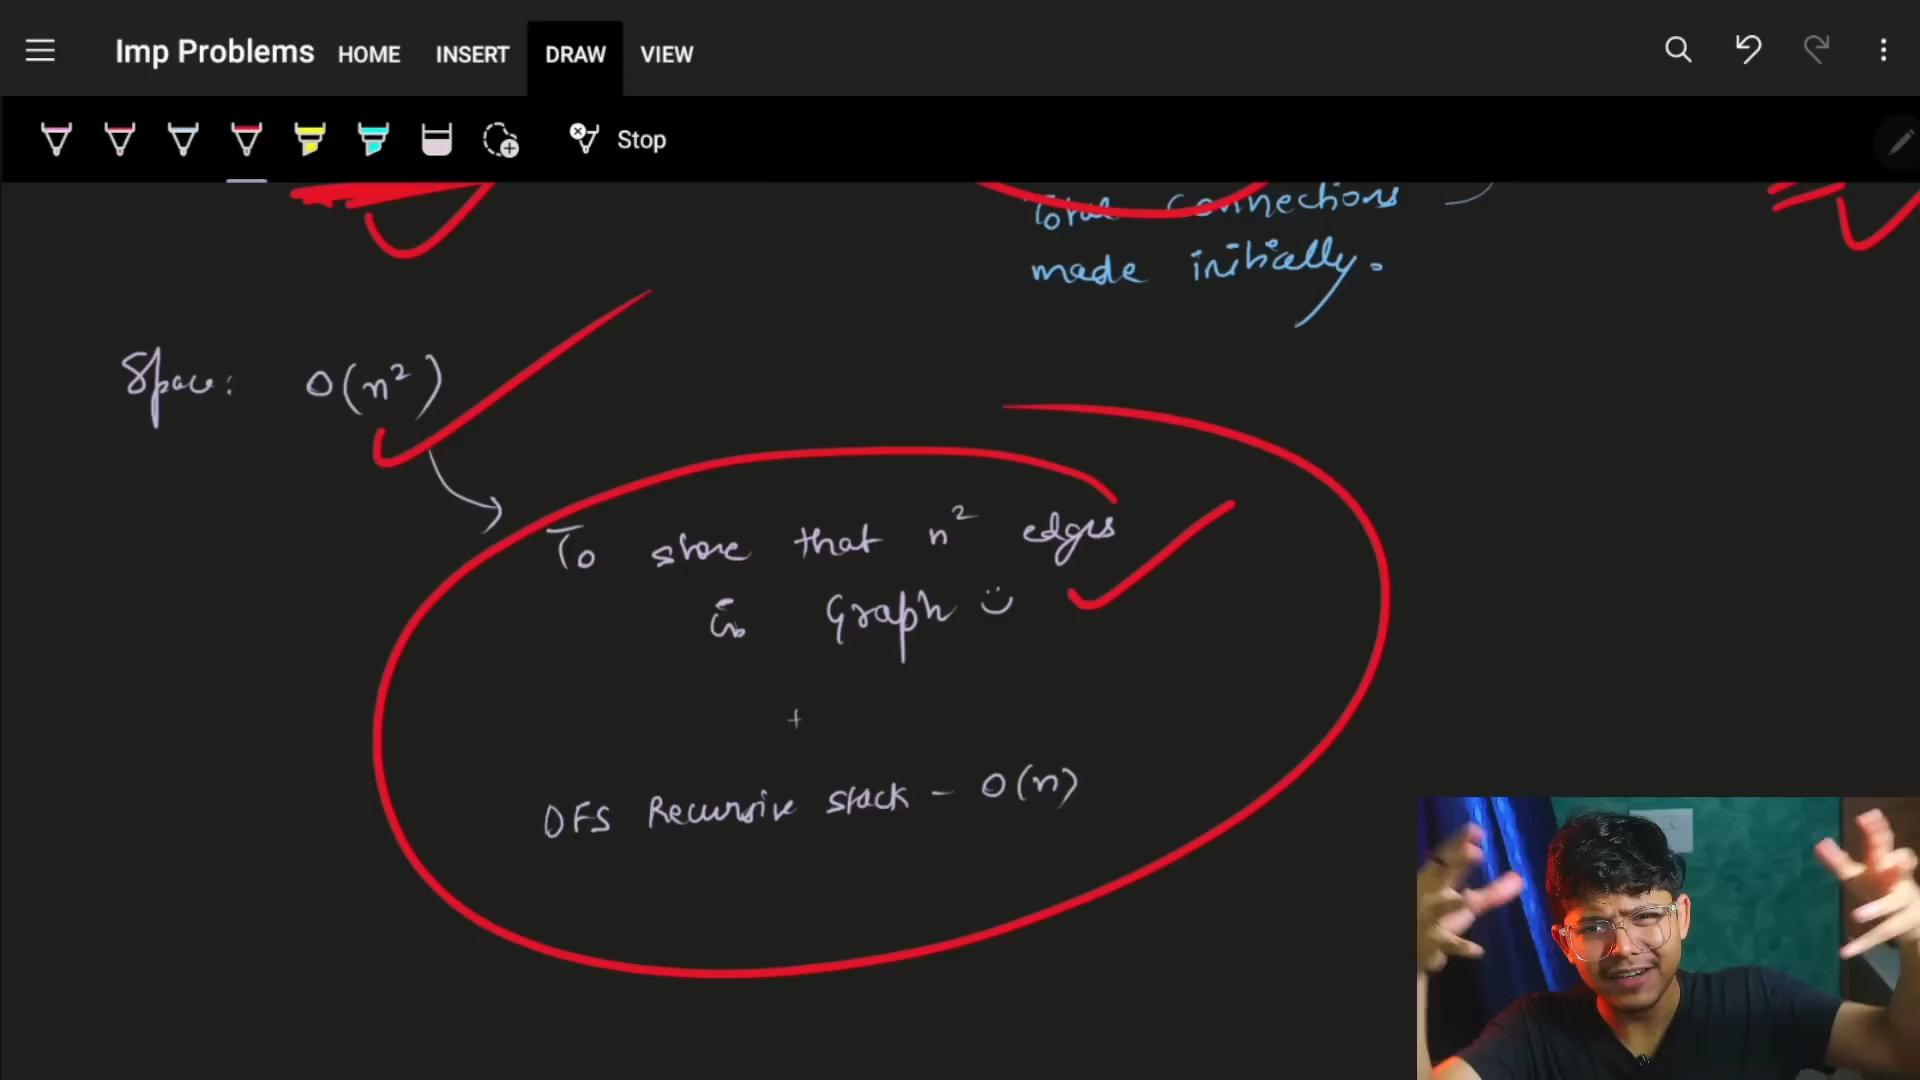 Imp Problems HOME INSERT DRAW VIEW
Stop
Total connections
made initially.
Space: O(n²)
To store that n² edges
in Graph
+
DFS Recursive stack - O(n)